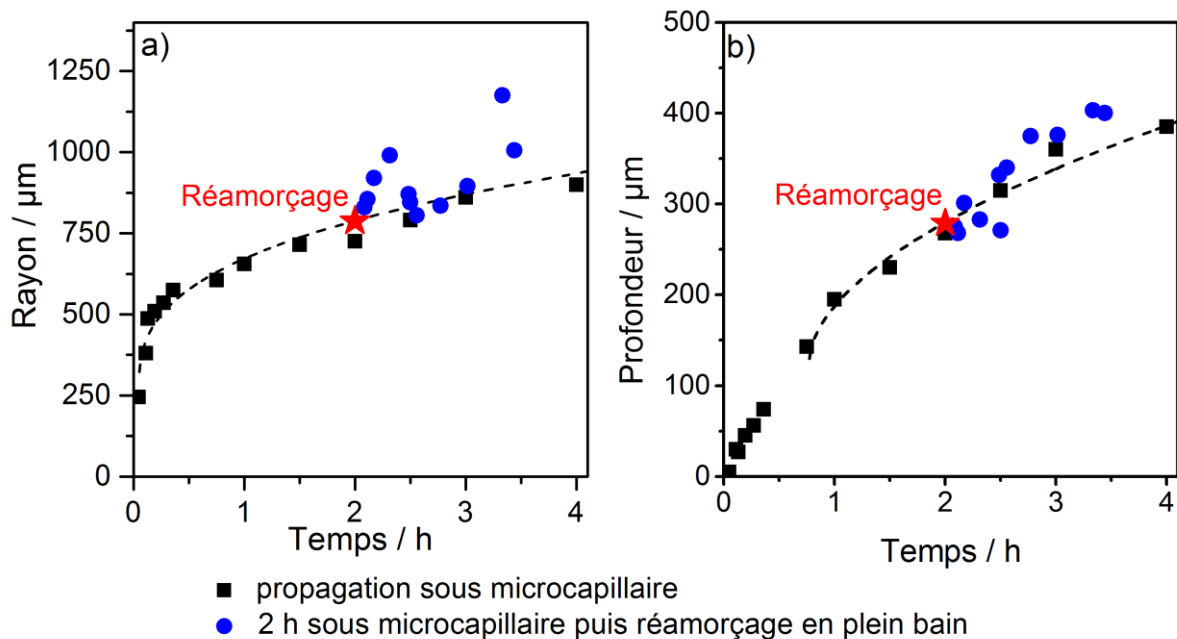 a)
1250
1000
750
500
250
0
Rayon / µm
Réamorçage
0 1 2 3 4
Temps / h
b)
500
400
300
200
100
0
Profondeur / µm
Réamorçage
0 1 2 3 4
Temps / h
propagation sous microcapillaire
2 h sous microcapillaire puis réamorçage en plein bain